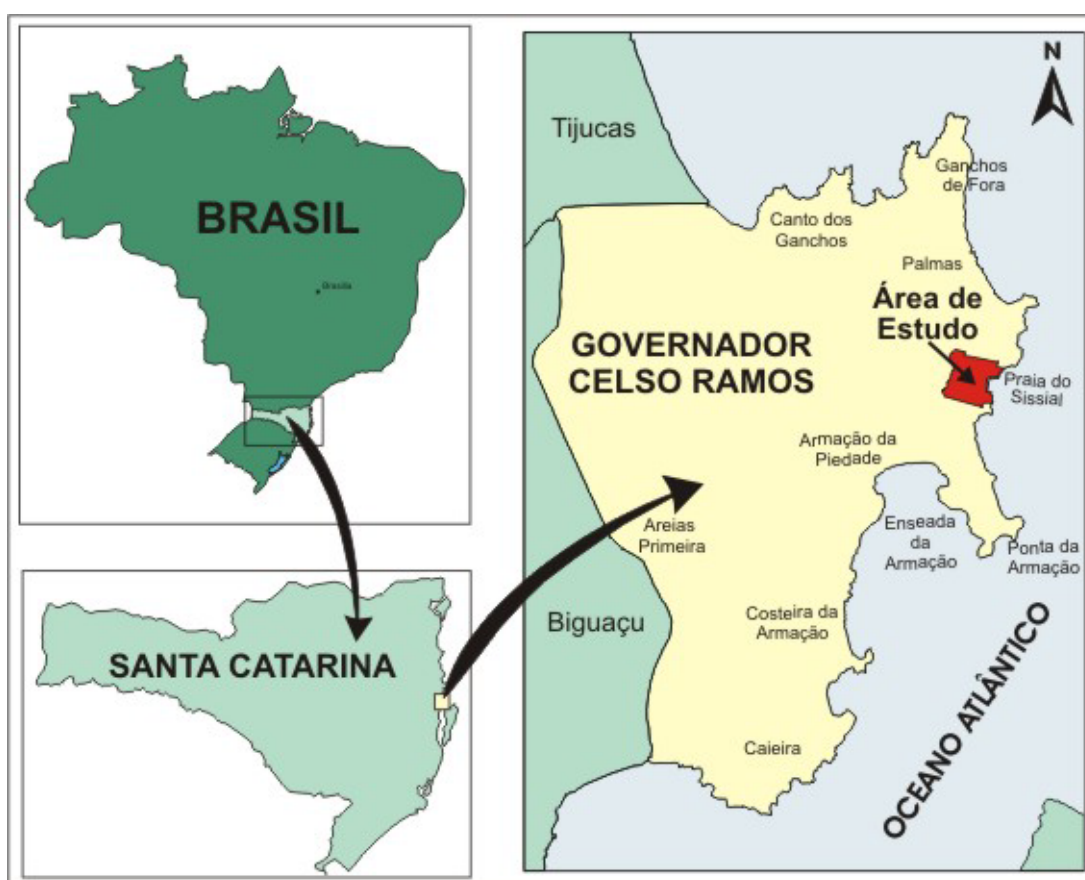 BRASIL
Brasília
SANTA CATARINA
N
Tijucas
Ganchos
de Fora
Canto dos
Ganchos
Palmas
Área de
Estudo
GOVERNADOR
CELSO RAMOS
Praia do
Sissial
Armação da
Piedade
Areias
Primeira
Enseada
da
Armação
Ponta da
Armação
Biguaçu
Costeira da
Armação
Caieira
OCEANO ATLÂNTICO